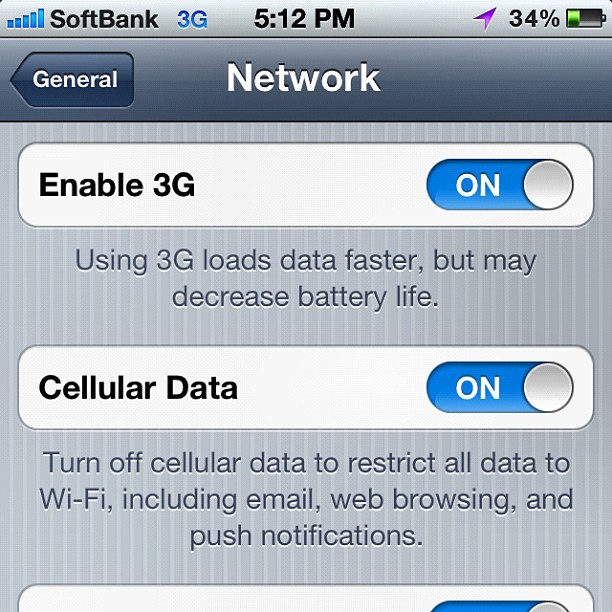 SoftBank 3G 5:12 PM 34%
General Network
Enable 3G ON
Using 3G loads data faster, but may
decrease battery life.
Cellular Data ON
Turn off cellular data to restrict all data to
Wi-Fi, including email, web browsing, and
push notifications.